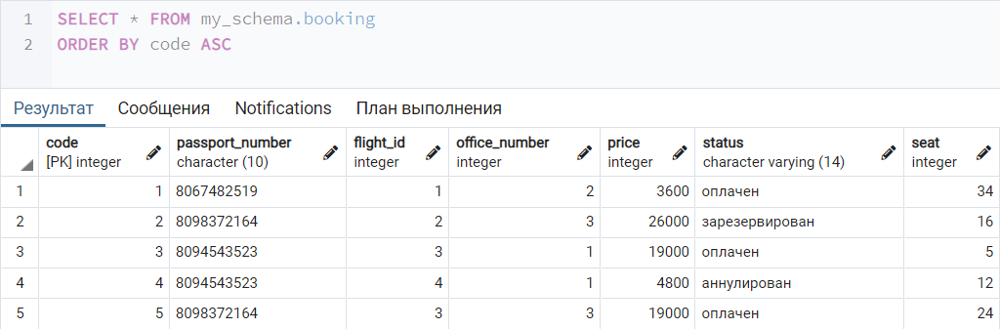 1 SELECT * FROM my_schema.booking
2 ORDER BY code ASC
Результат Сообщения Notifications План выполнения
code passport_number flight_id office_number price status seat
[PK] integer character (10) integer integer integer character varying (14) integer
1 1 8067482519 1 2 3600 оплачен 34
2 2 8098372164 2 3 26000 зарезервирован 16
3 3 8094543523 3 1 19000 оплачен 5
4 4 8094543523 4 1 4800 аннулирован 12
5 5 8098372164 3 3 19000 оплачен 24